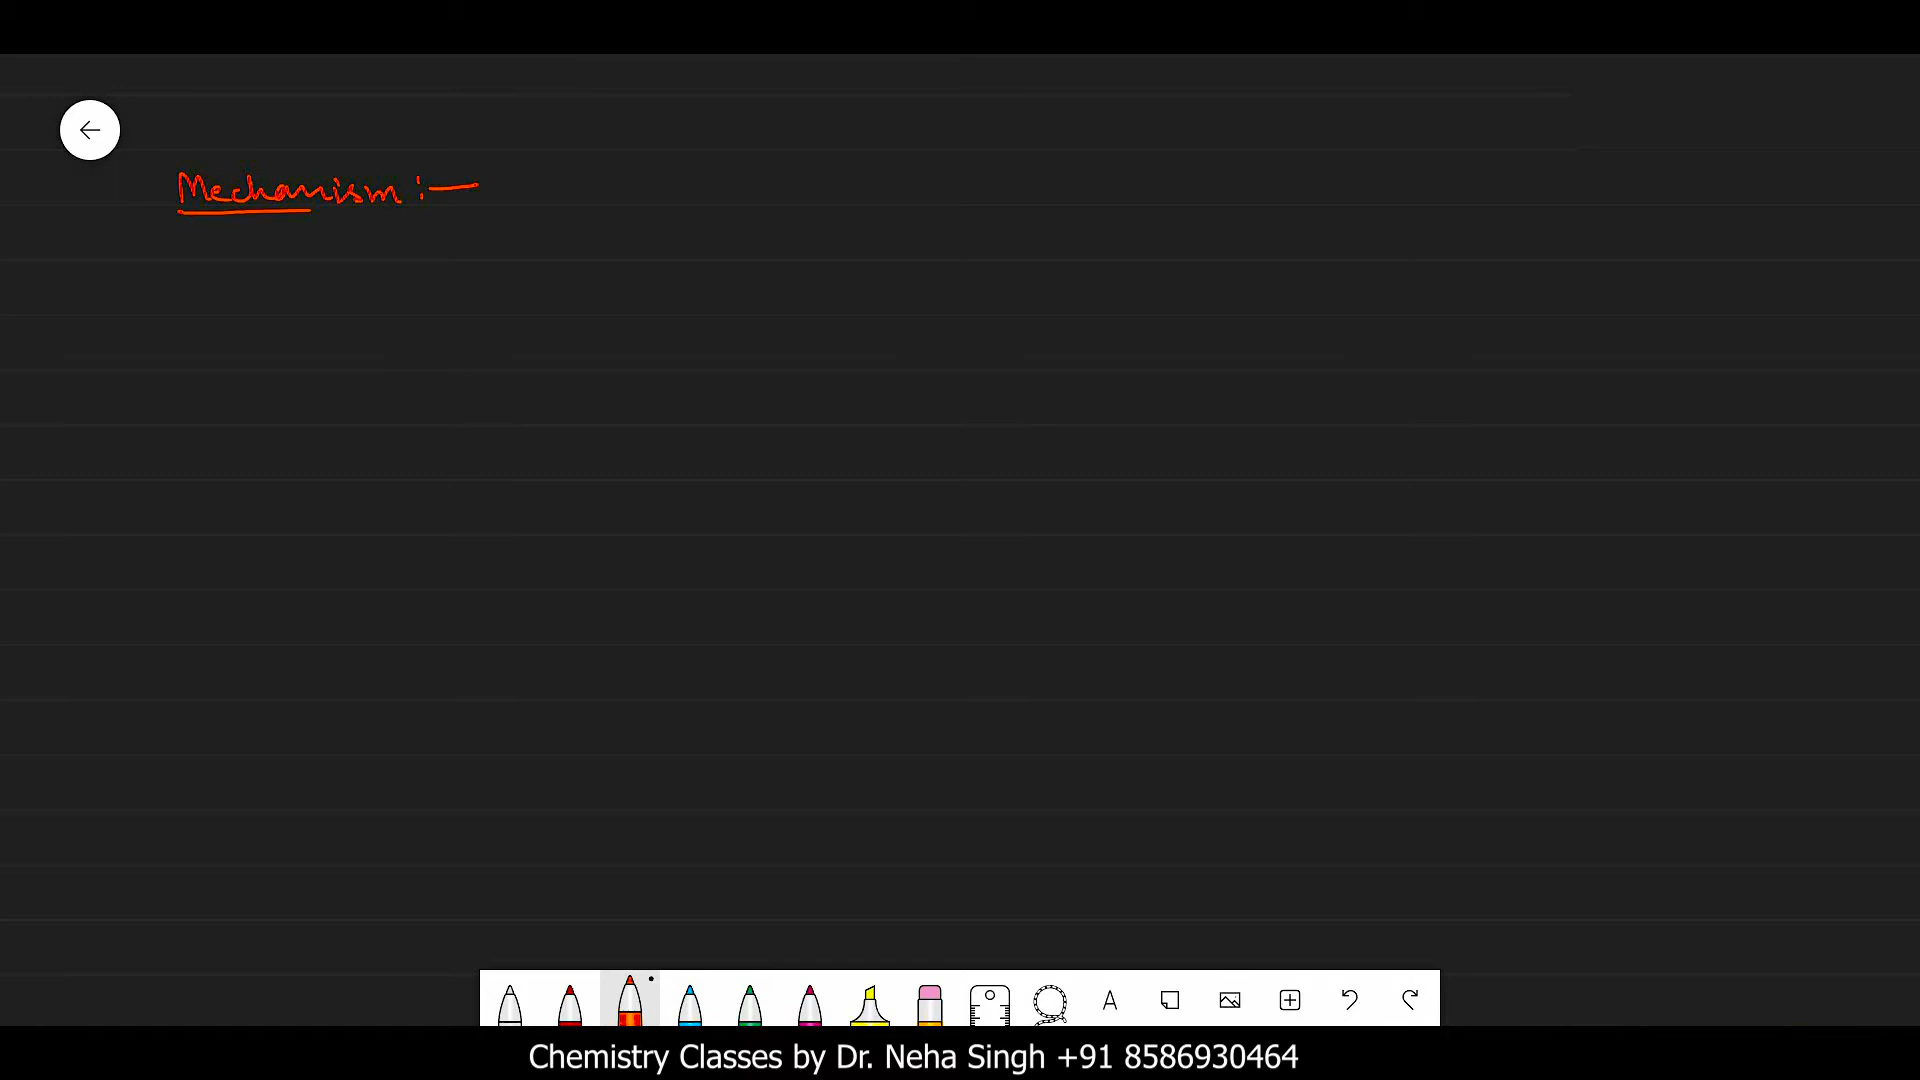 Mechanism :—
Chemistry Classes by Dr. Neha Singh +91 8586930464